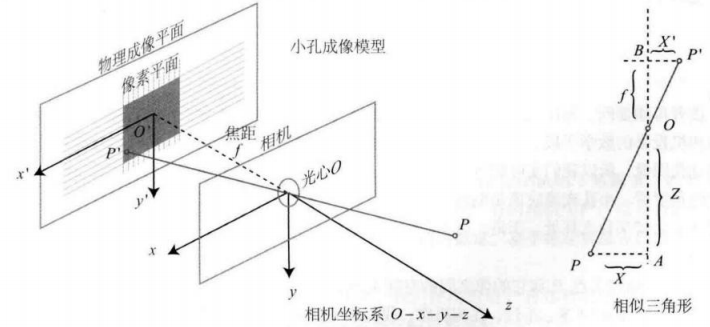 物理成像平面
小孔成像模型
像素平面
O'
焦距
f
相机
P'
x'
y'
光心O
P
x
y
z
相机坐标系 O-x-y-z
B
X'
P'
f
O
Z
P
X
A
相似三角形